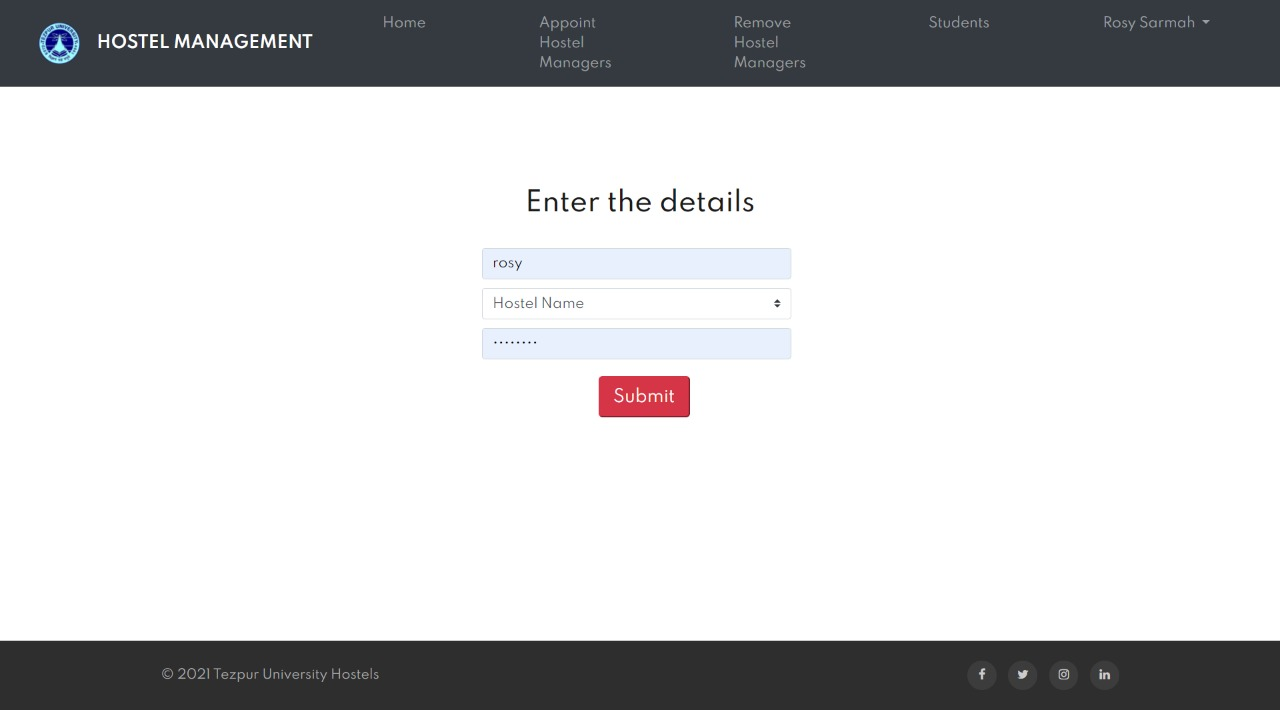 HOSTEL MANAGEMENT
Home
Appoint
Hostel
Managers
Remove
Hostel
Managers
Students
Rosy Sarmah
Enter the details
rosy
Hostel Name
········
Submit
© 2021 Tezpur University Hostels